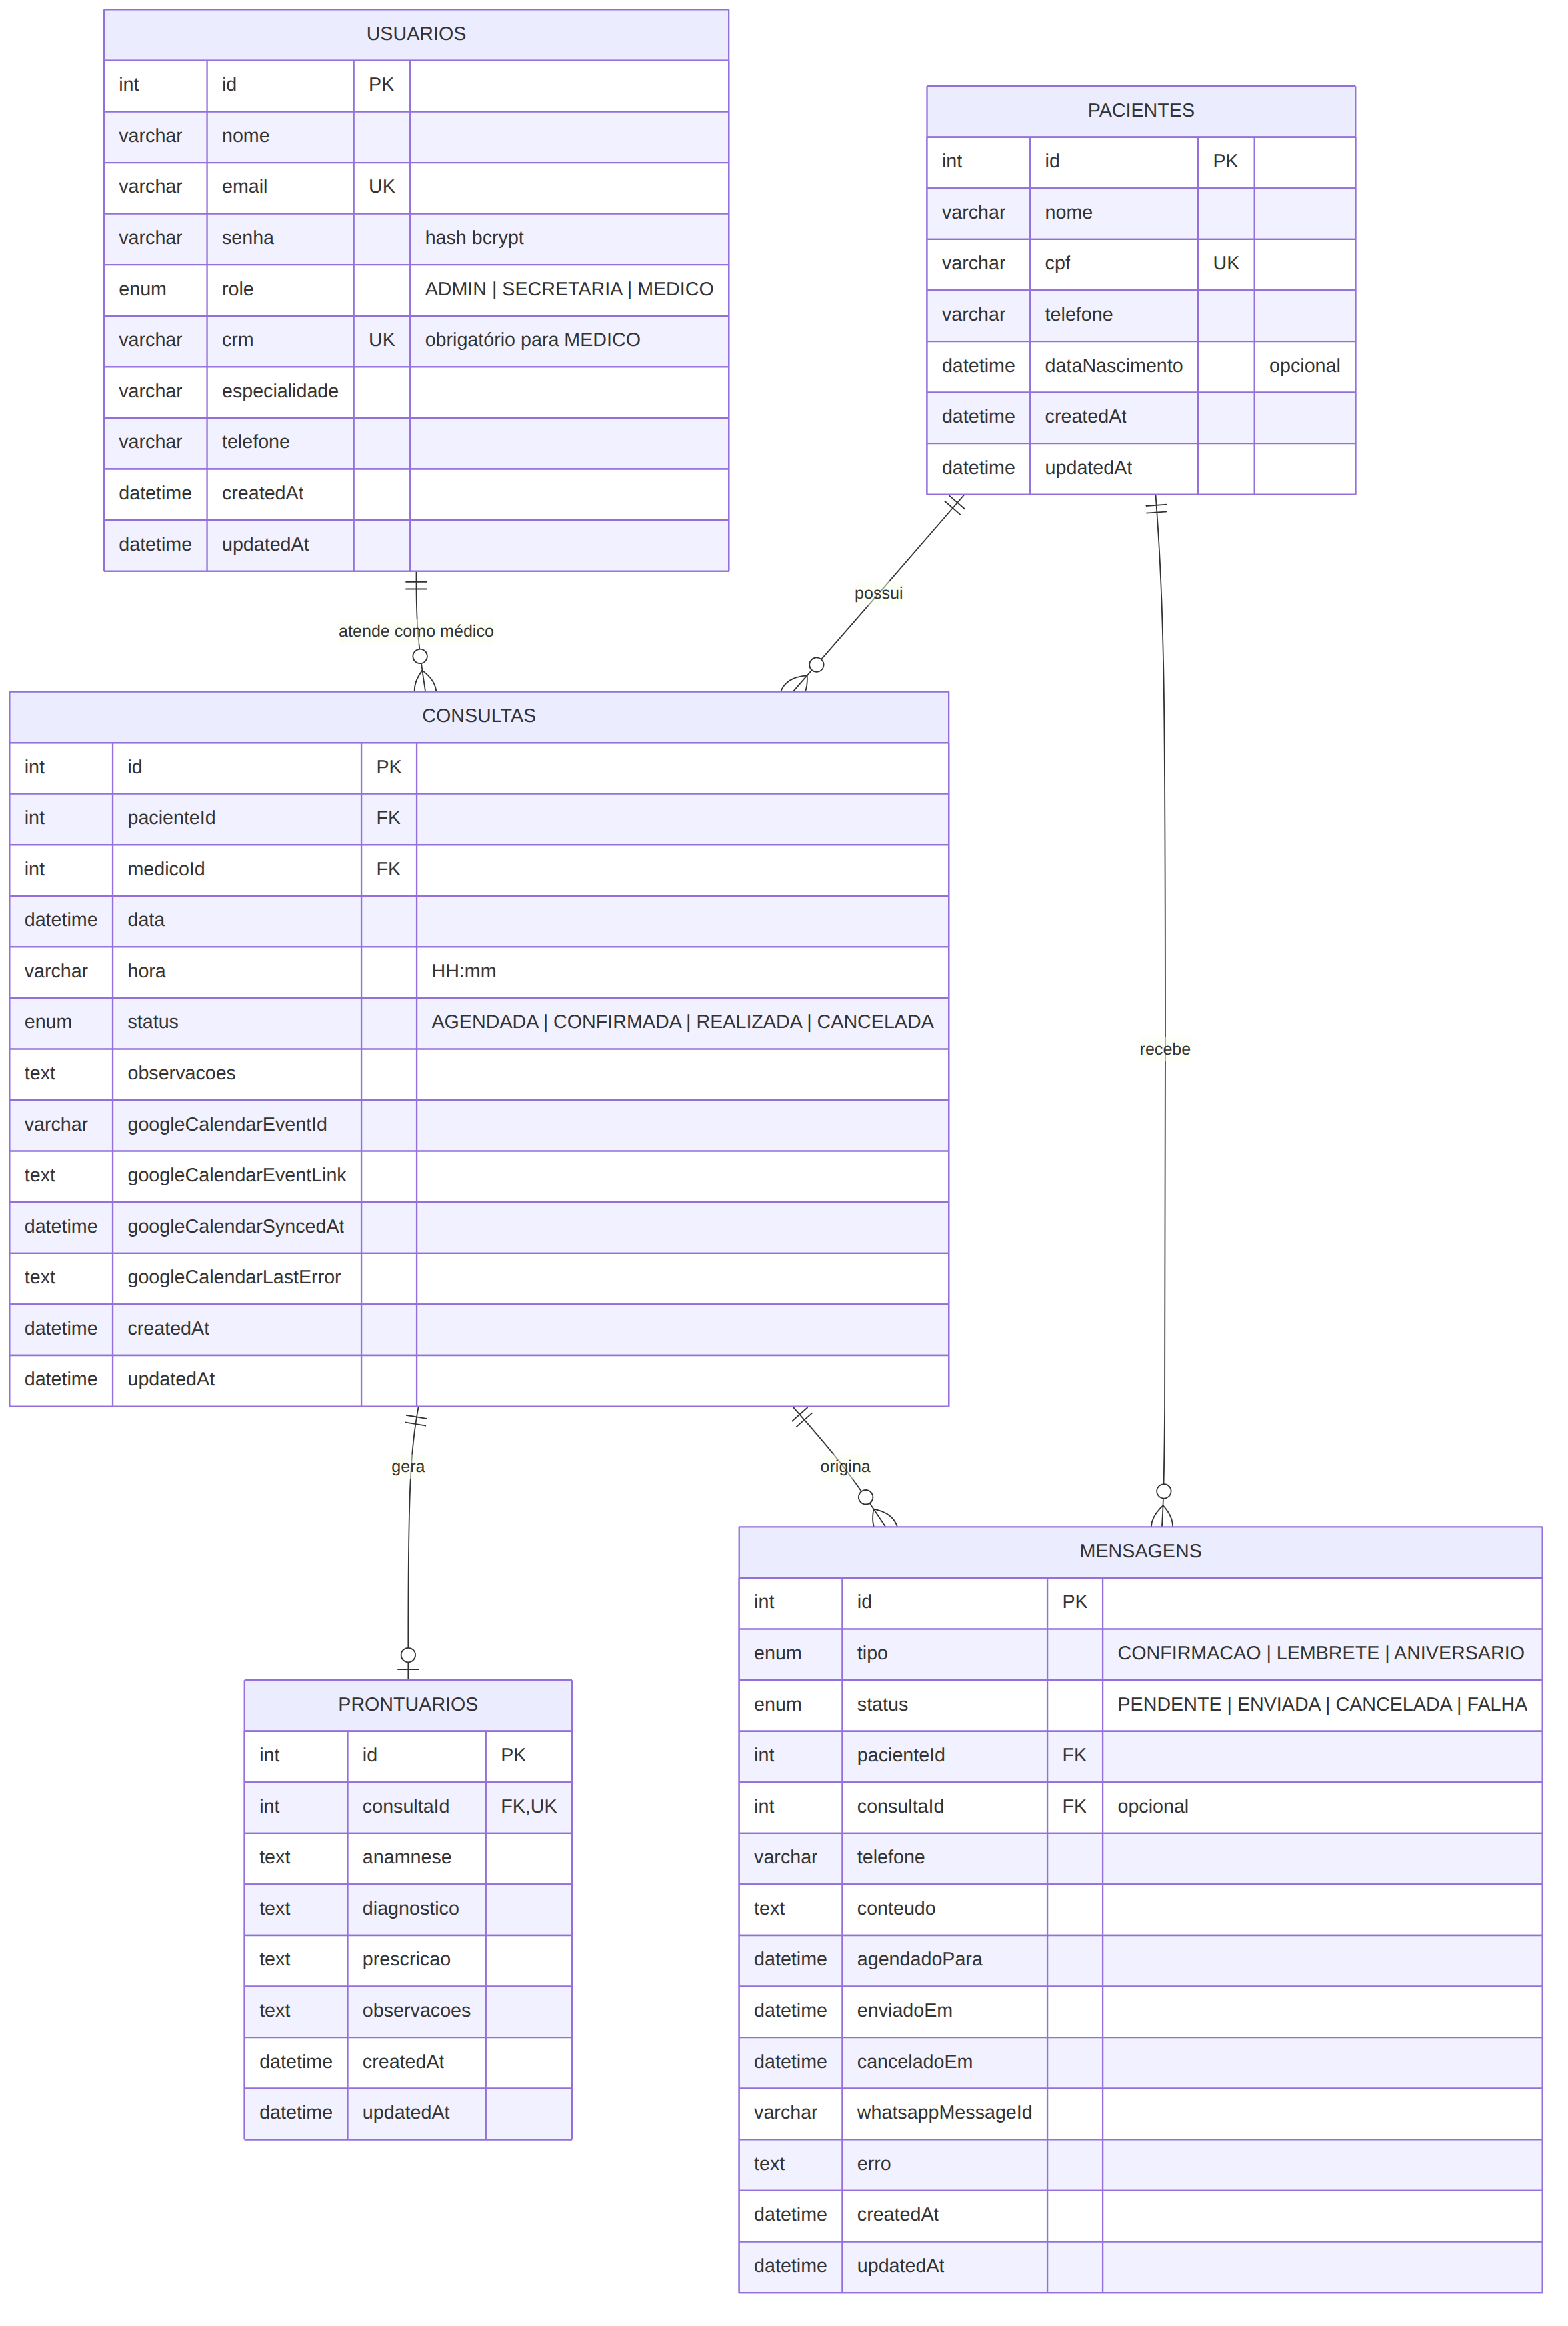 USUARIOS
int id PK
varchar nome
varchar email UK
varchar senha hash bcrypt
enum role ADMIN | SECRETARIA | MEDICO
varchar crm UK obrigatório para MEDICO
varchar especialidade
varchar telefone
datetime createdAt
datetime updatedAt
PACIENTES
int id PK
varchar nome
varchar cpf UK
varchar telefone
datetime dataNascimento opcional
datetime createdAt
datetime updatedAt
possui
atende como médico
CONSULTAS
int id PK
int pacienteId FK
int medicoId FK
datetime data
varchar hora HH:mm
enum status AGENDADA | CONFIRMADA | REALIZADA | CANCELADA
text observacoes
varchar googleCalendarEventId
text googleCalendarEventLink
datetime googleCalendarSyncedAt
text googleCalendarLastError
datetime createdAt
datetime updatedAt
recebe
gera
origina
MENSAGENS
int id PK
enum tipo CONFIRMACAO | LEMBRETE | ANIVERSARIO
enum status PENDENTE | ENVIADA | CANCELADA | FALHA
int pacienteId FK
int consultaId FK opcional
varchar telefone
text conteudo
datetime agendadoPara
datetime enviadoEm
datetime canceladoEm
varchar whatsappMessageId
text erro
datetime createdAt
datetime updatedAt
PRONTUARIOS
int id PK
int consultaId FK,UK
text anamnese
text diagnostico
text prescricao
text observacoes
datetime createdAt
datetime updatedAt